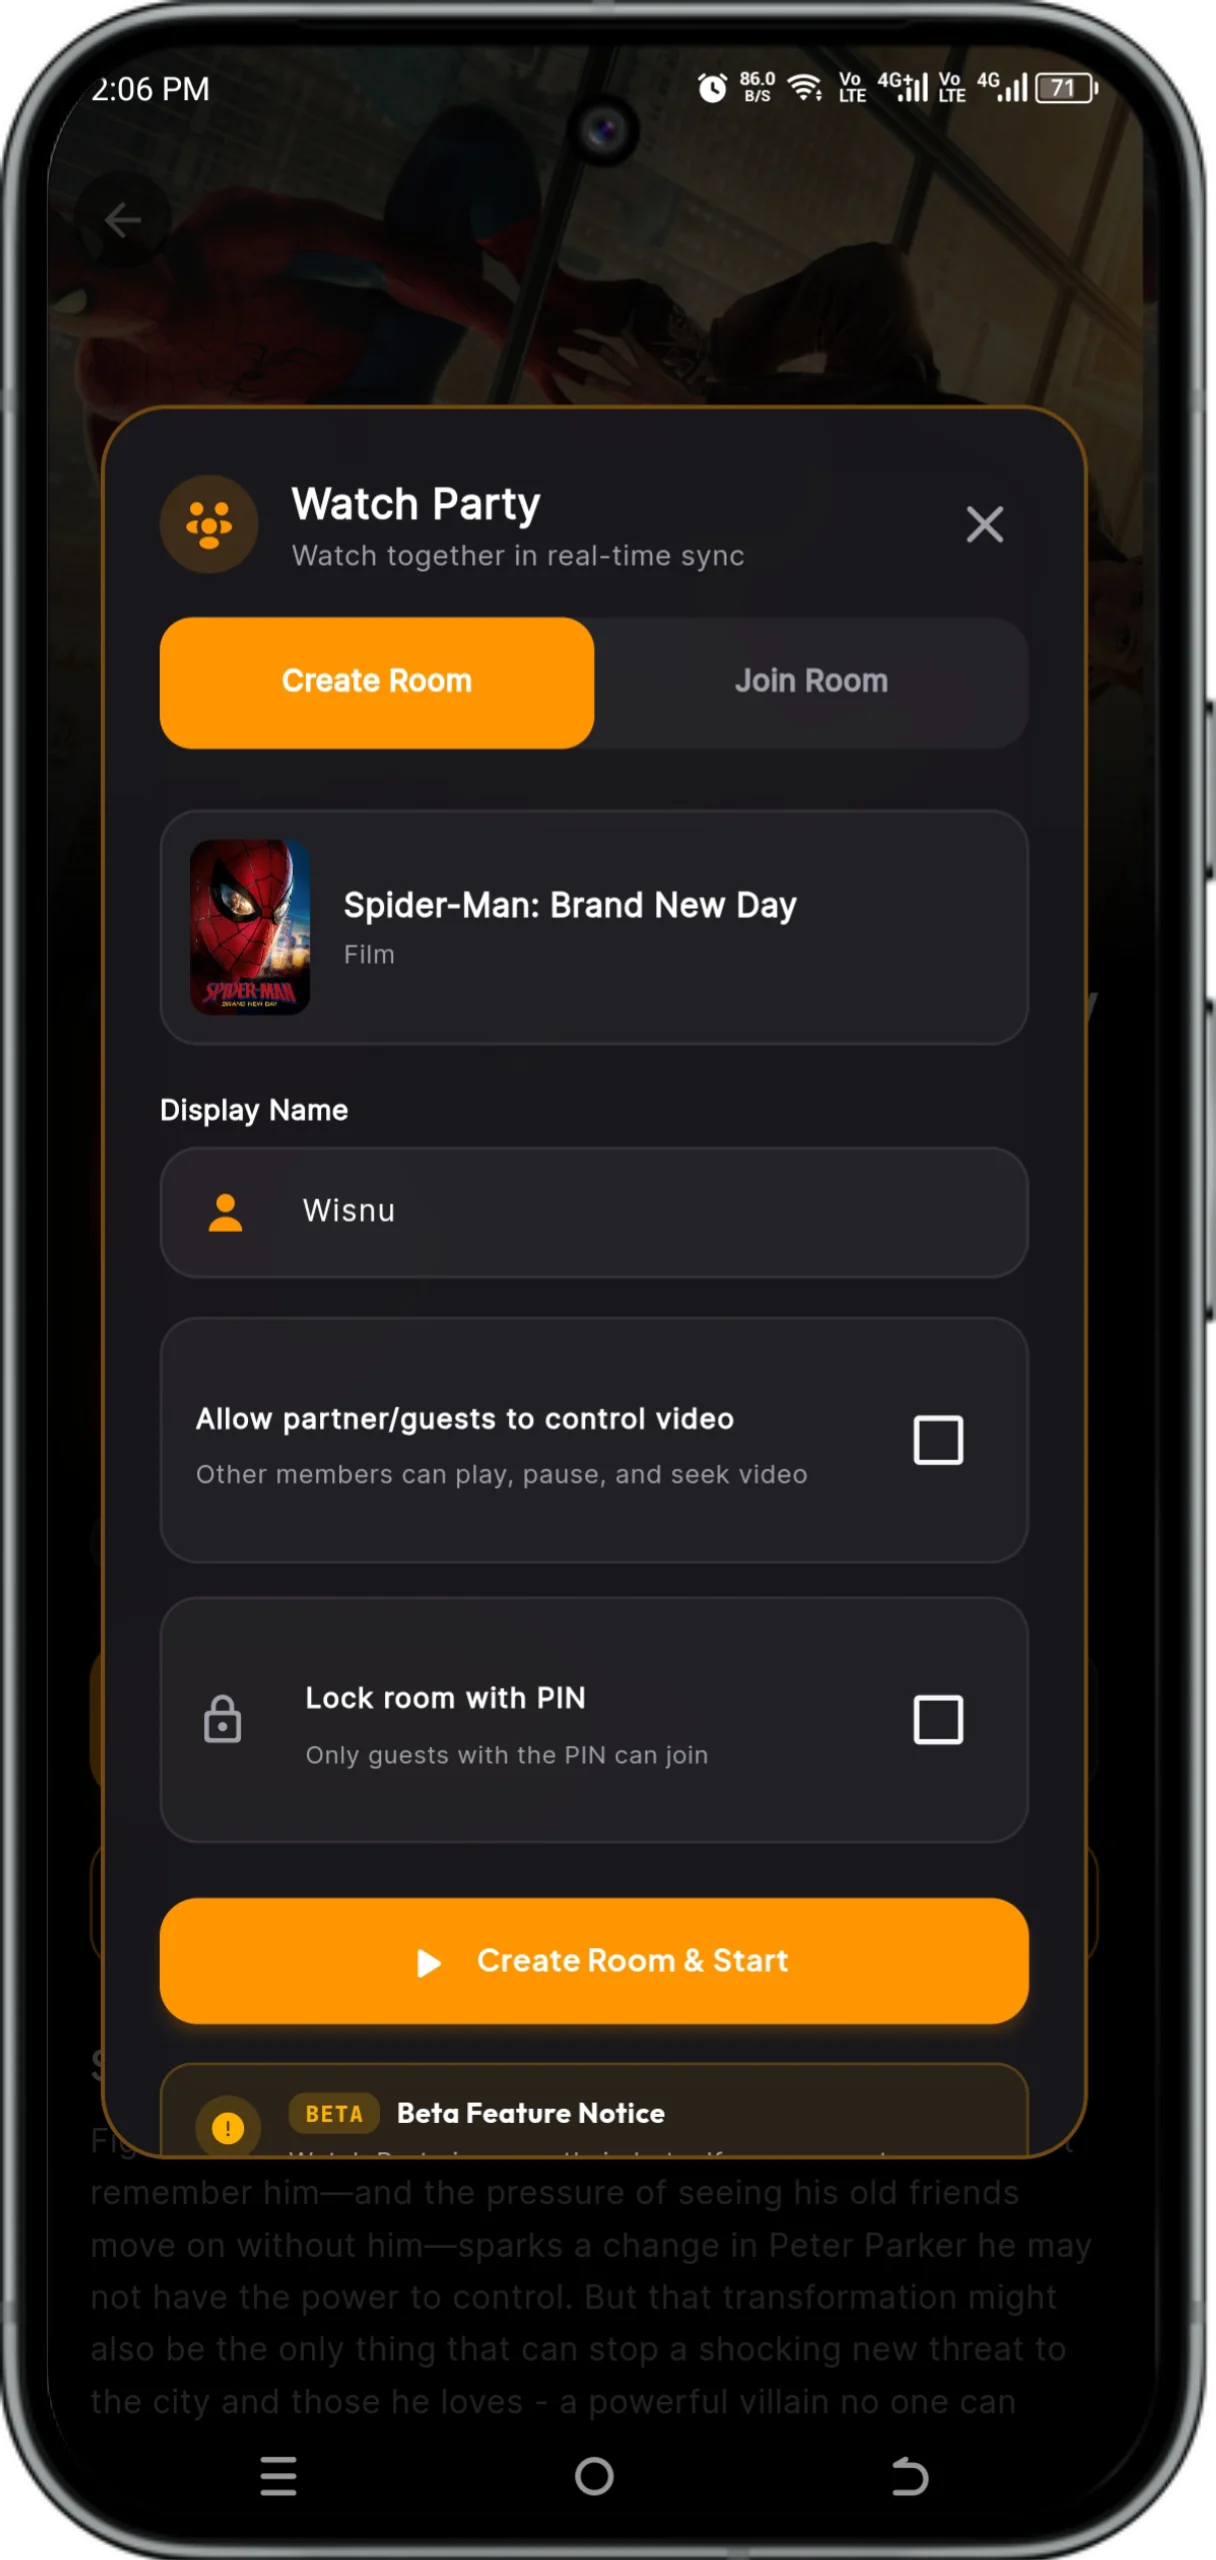 2:06 PM
86.0
B/S
Vo
LTE
4G+
Vo
LTE
4G
71
Watch Party
Watch together in real-time sync
Create Room
Join Room
SPIDER-MAN
BRAND NEW DAY
Spider-Man: Brand New Day
Film
Display Name
Wisnu
Allow partner/guests to control video
Other members can play, pause, and seek video
Lock room with PIN
Only guests with the PIN can join
Create Room & Start
BETA
Beta Feature Notice
remember him—and the pressure of seeing his old friends
move on without him—sparks a change in Peter Parker he may
not have the power to control. But that transformation might
also be the only thing that can stop a shocking new threat to
the city and those he loves - a powerful villain no one can